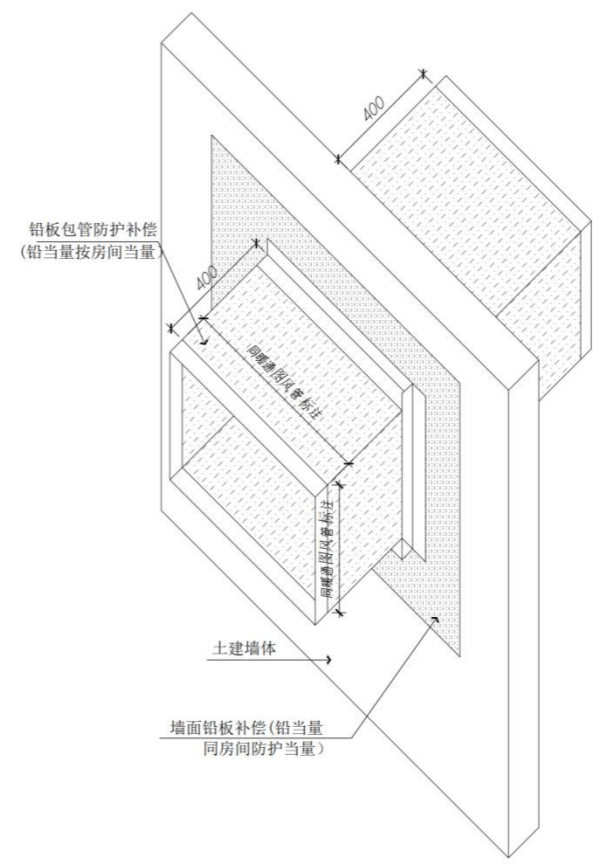 400
铅板包管防护补偿
(铅当量按房间当量)
400
同暖通图风管标注
同暖通图风管标注
土建墙体
墙面铅板补偿(铅当量
同房间防护当量)